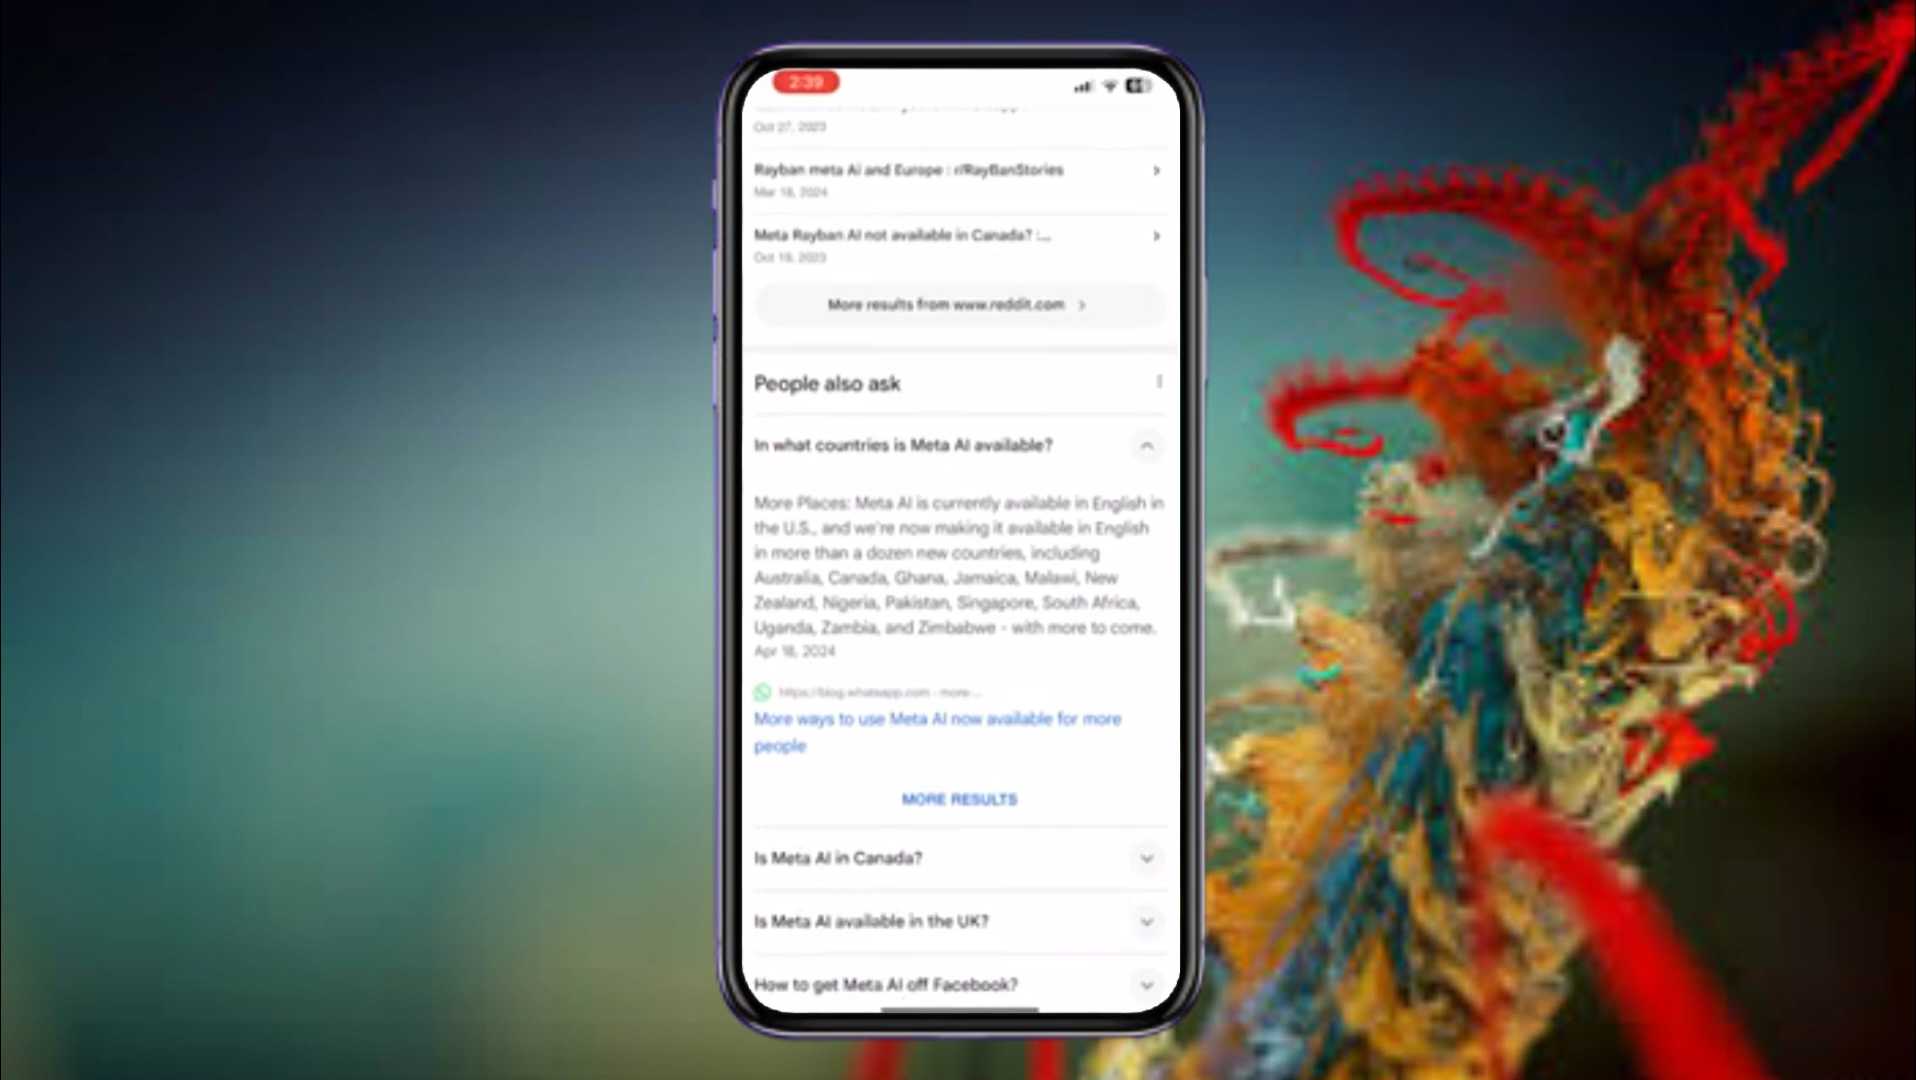 2:39
Oct 27, 2023
Rayban meta Ai and Europe : r/RayBanStories
Mar 18, 2024
Meta Rayban AI not available in Canada? :...
Oct 19, 2023
More results from www.reddit.com
People also ask
In what countries is Meta AI available?
More Places: Meta AI is currently available in English in
the U.S., and we're now making it available in English
in more than a dozen new countries, including
Australia, Canada, Ghana, Jamaica, Malawi, New
Zealand, Nigeria, Pakistan, Singapore, South Africa,
Uganda, Zambia, and Zimbabwe - with more to come.
Apr 18, 2024
https://blog.whatsapp.com - more-...
More ways to use Meta AI now available for more
people
MORE RESULTS
Is Meta AI in Canada?
Is Meta AI available in the UK?
How to get Meta AI off Facebook?